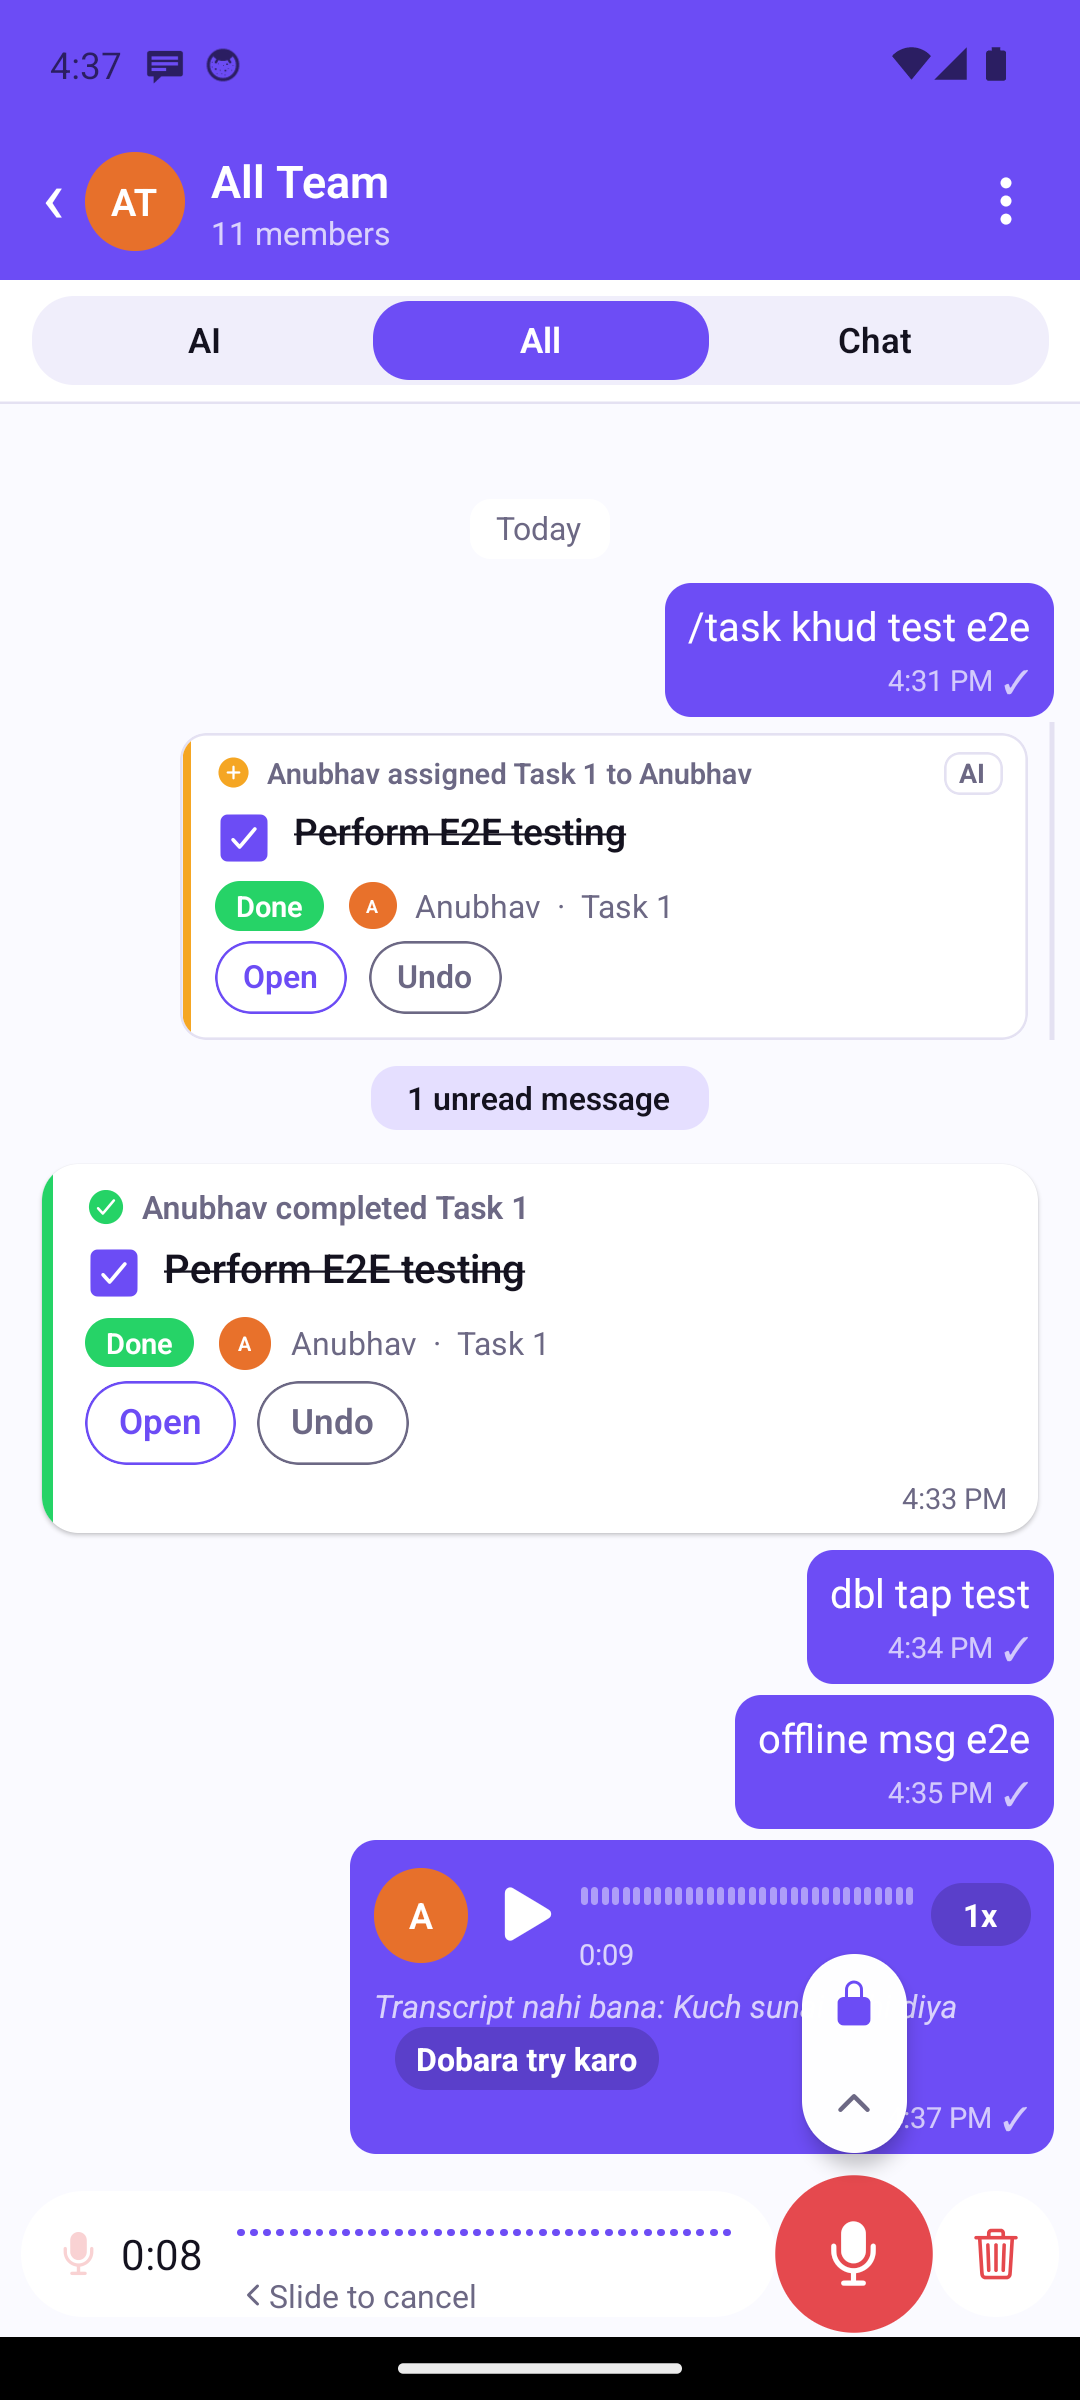 4:37
AT
All Team
11 members
AI
All
Chat
Today
/task khud test e2e
4:31 PM
Anubhav assigned Task 1 to Anubhav
AI
Perform E2E testing
Done
A
Anubhav · Task 1
Open
Undo
1 unread message
Anubhav completed Task 1
Perform E2E testing
Done
A
Anubhav · Task 1
Open
Undo
4:33 PM
dbl tap test
4:34 PM
offline msg e2e
4:35 PM
A
1x
0:09
Transcript nahi bana: Kuch
Dobara try karo
:37 PM
0:08
Slide to cancel